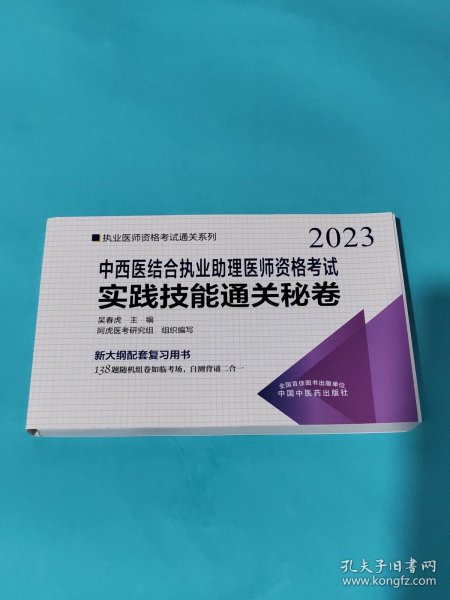 ■执业医师资格考试通关系列
2023
中西医结合执业助理医师资格考试
实践技能通关秘卷
吴春虎 主 编
阿虎医考研究组 组织编写
新大纲配套复习用书
138题随机组卷如临考场，自测背诵二合一
全国百佳图书出版单位
中国中医药出版社
孔夫子旧书网
www.kongfz.com